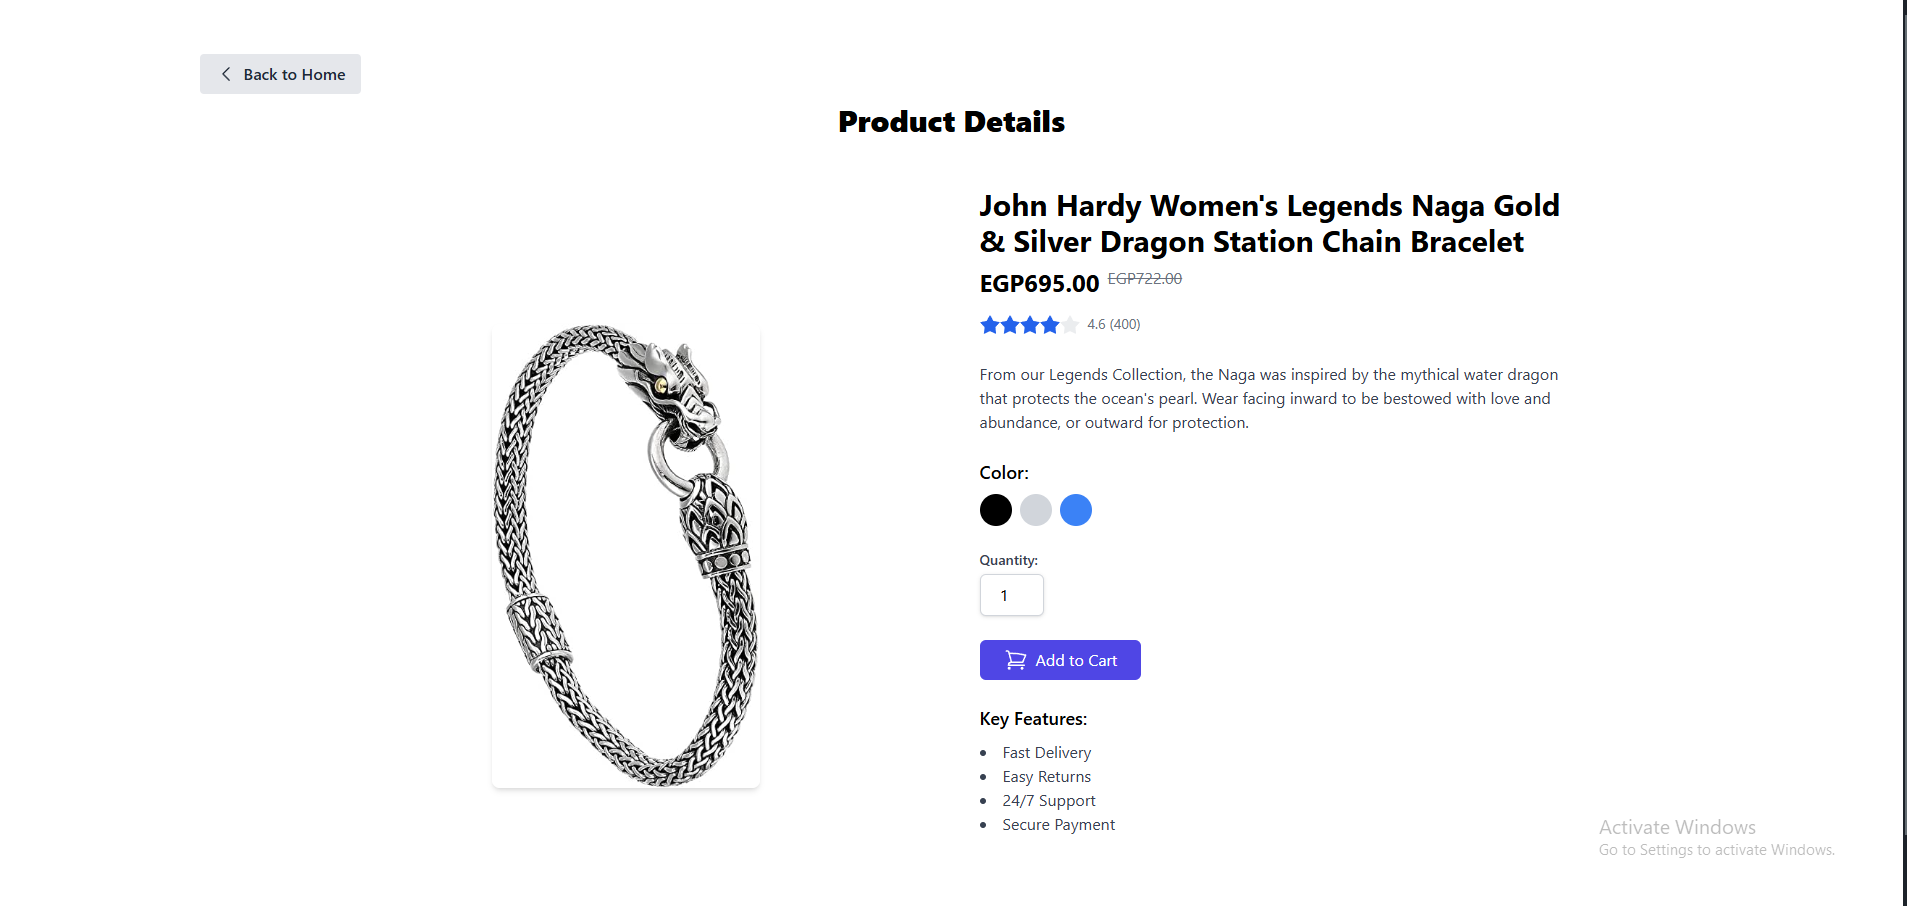 Back to Home
Product Details
John Hardy Women's Legends Naga Gold
& Silver Dragon Station Chain Bracelet
EGP695.00 EGP722.00
4.6 (400)
From our Legends Collection, the Naga was inspired by the mythical water dragon
that protects the ocean's pearl. Wear facing inward to be bestowed with love and
abundance, or outward for protection.
Color:
Quantity:
1
Add to Cart
Key Features:
Fast Delivery
Easy Returns
24/7 Support
Secure Payment
Activate Windows
Go to Settings to activate Windows.